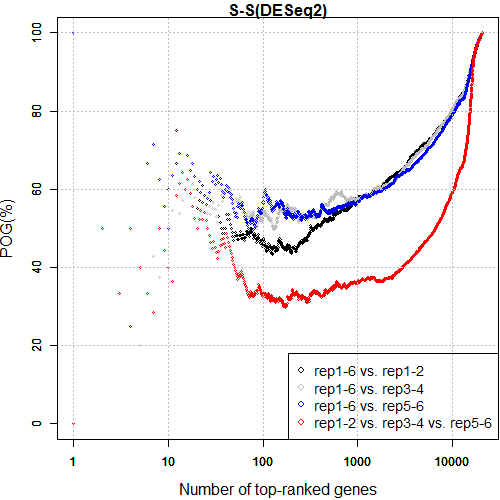 S-S(DESeq2)
POG(%)
100
80
60
40
20
0
rep1-6 vs. rep1-2
rep1-6 vs. rep3-4
rep1-6 vs. rep5-6
rep1-2 vs. rep3-4 vs. rep5-6
1 10 100 1000 10000
Number of top-ranked genes